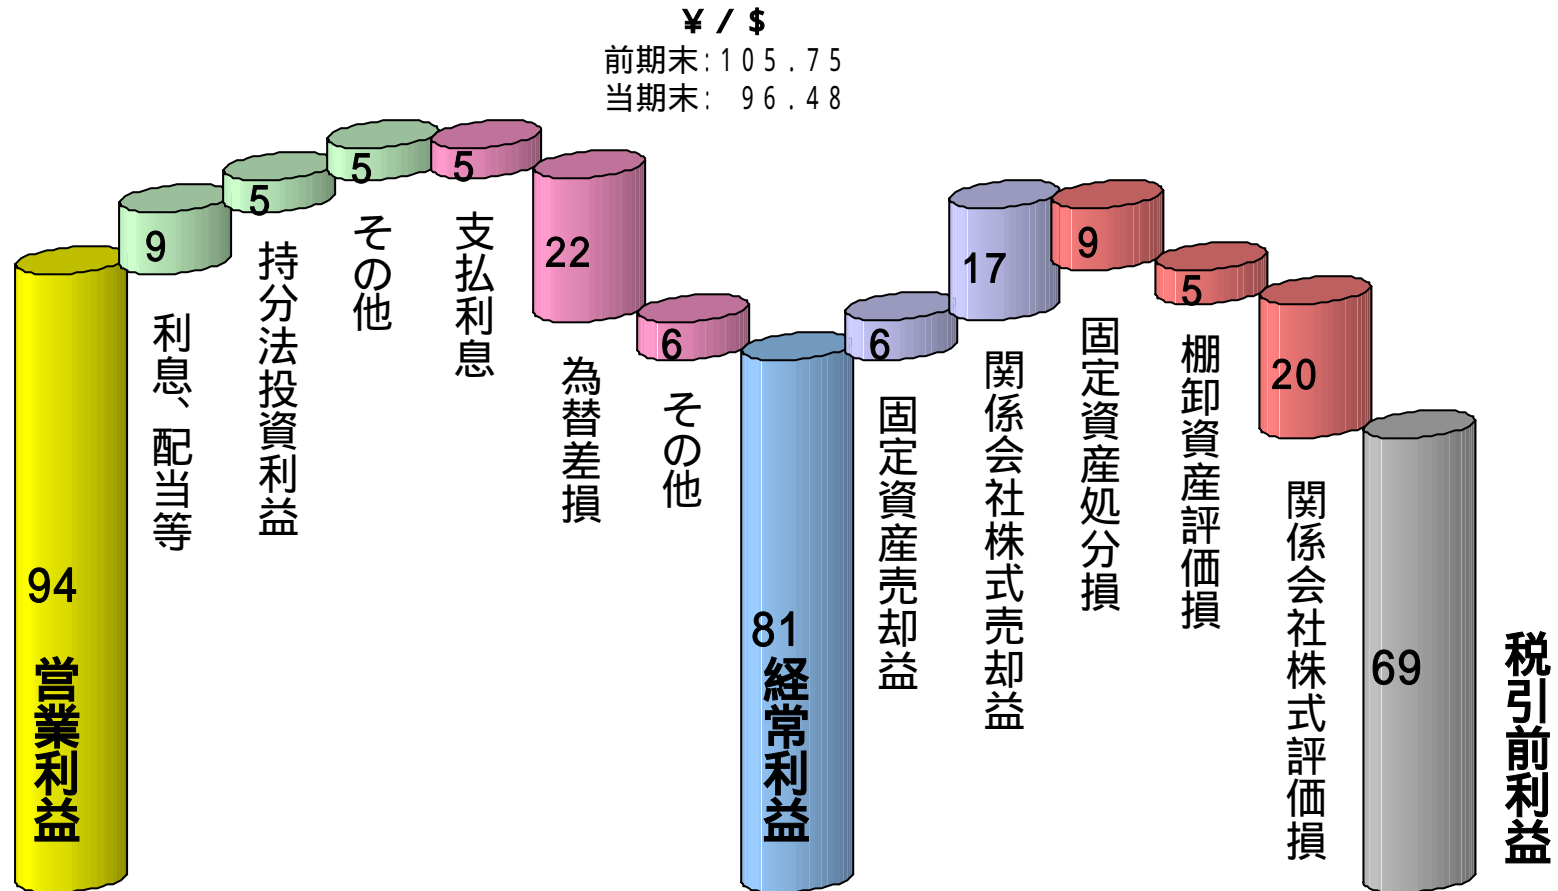 ¥ / $
前期末:105.75
当期末: 96.48
94
営業利益
9
利息、配当等
5
持分法投資利益
5
その他
5
支払利息
22
為替差損
6
その他
81
経常利益
6
固定資産売却益
17
関係会社株式売却益
9
固定資産処分損
5
棚卸資産評価損
20
関係会社株式評価損
69
税引前利益